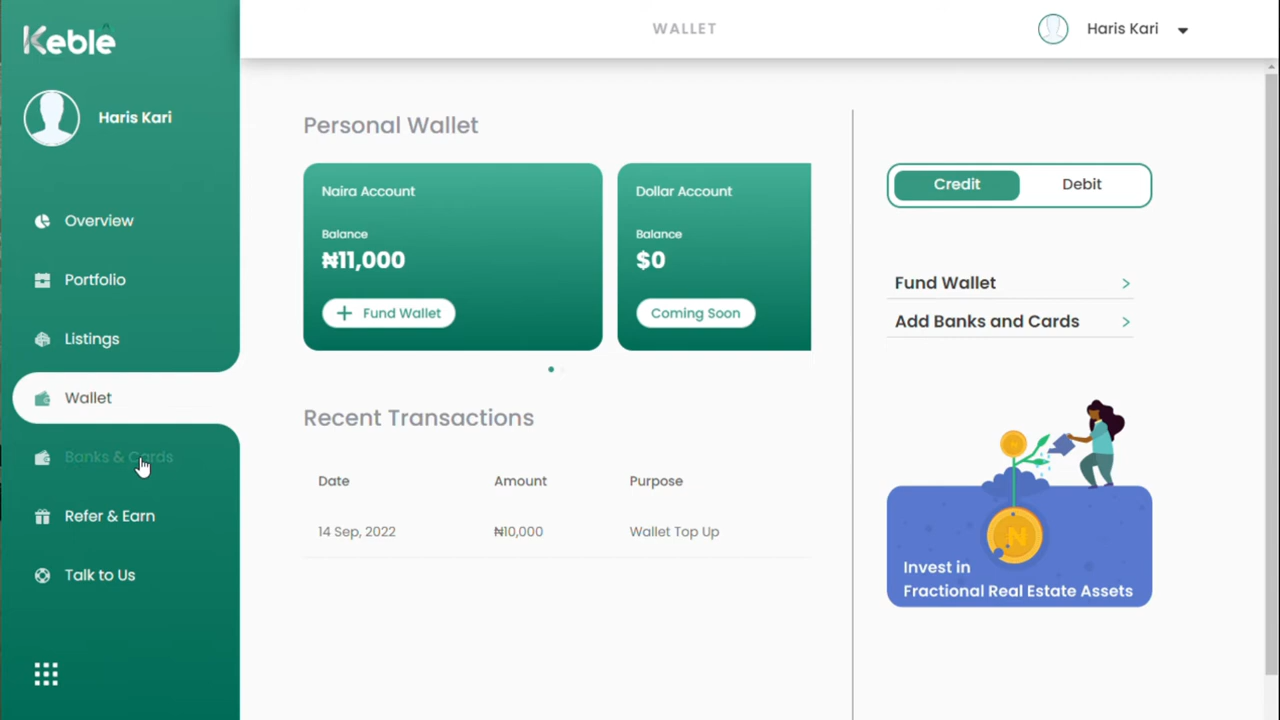 Keble
WALLET
Haris Kari
Haris Kari
Overview
Portfolio
Listings
Wallet
Banks & Cards
Refer & Earn
Talk to Us
Personal Wallet
Naira Account
Balance
₦11,000
+ Fund Wallet
Dollar Account
Balance
$0
Coming Soon
Recent Transactions
Date Amount Purpose
14 Sep, 2022 ₦10,000 Wallet Top Up
Credit Debit
Fund Wallet >
Add Banks and Cards >
N
Invest in
Fractional Real Estate Assets